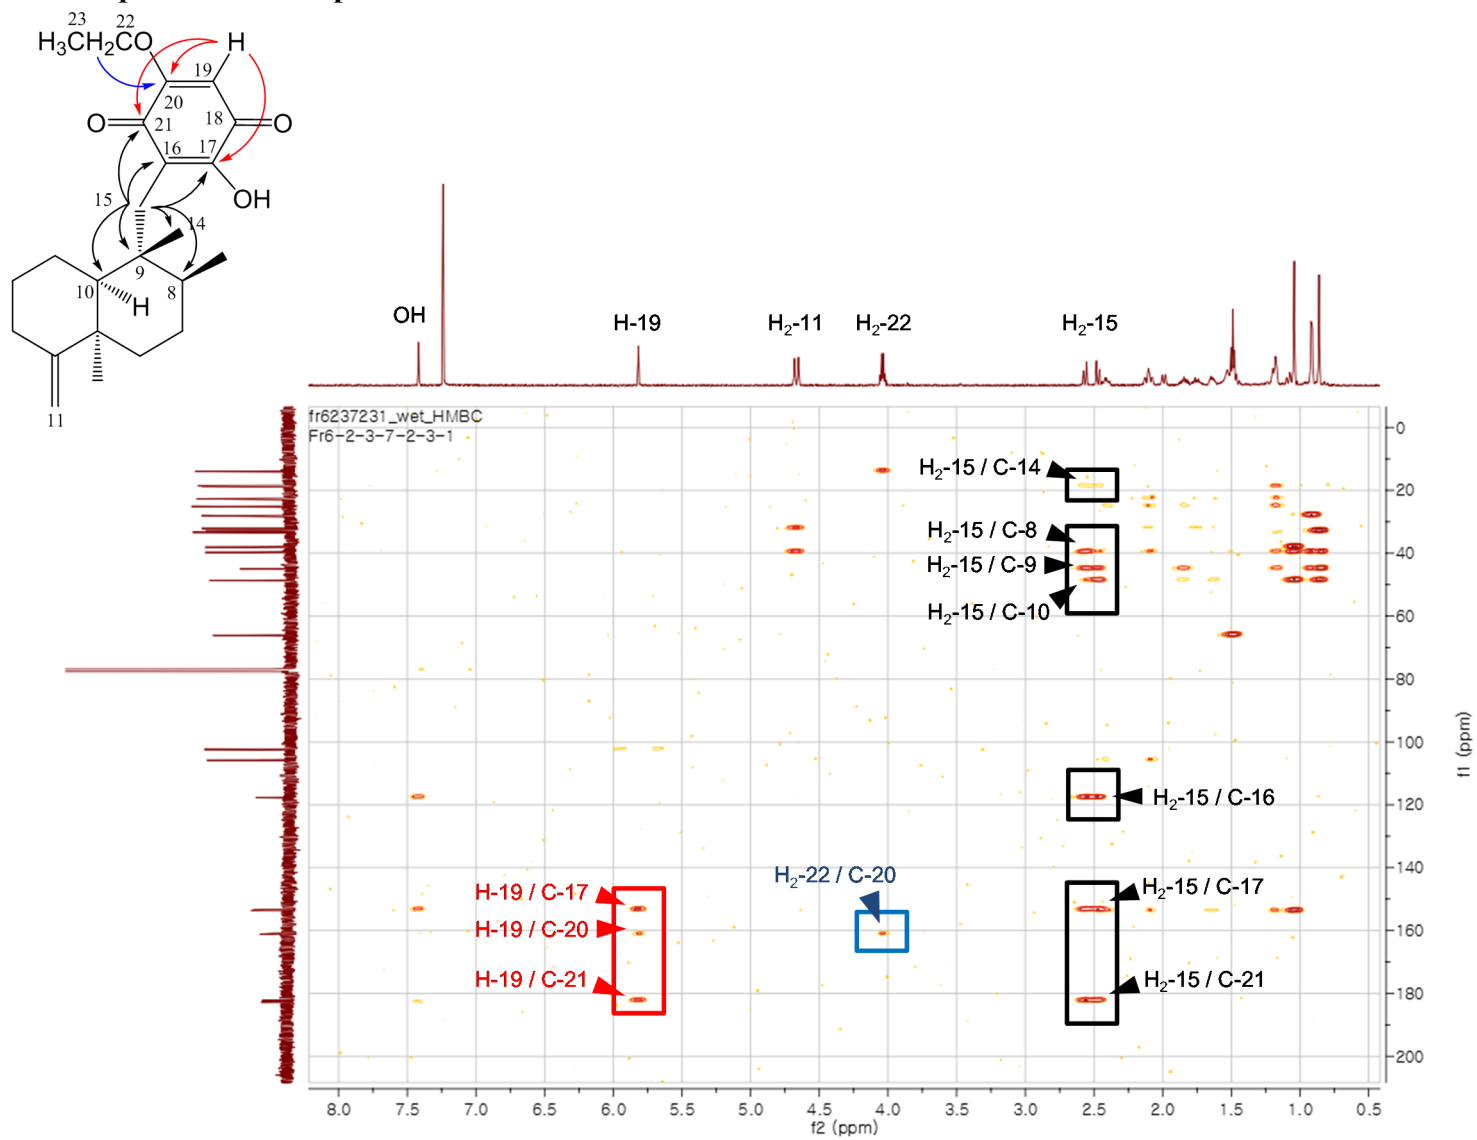 23
22
H3CH2CO
H
19
20
O
21
18
O
16
17
OH
15
14
9
10
H
8
11
OH
H-19
H2-11
H2-22
H2-15
fr6237231_wet_HMBC
Fr6-2-3-7-2-3-1
H2-15 / C-14
H2-15 / C-8
H2-15 / C-9
H2-15 / C-10
H2-15 / C-16
H2-22 / C-20
H2-15 / C-17
H-19 / C-17
H-19 / C-20
H-19 / C-21
H2-15 / C-21
0
20
40
60
80
100
120
140
160
180
200
f1 (ppm)
8.0 7.5 7.0 6.5 6.0 5.5 5.0 4.5 4.0 3.5 3.0 2.5 2.0 1.5 1.0 0.5
f2 (ppm)